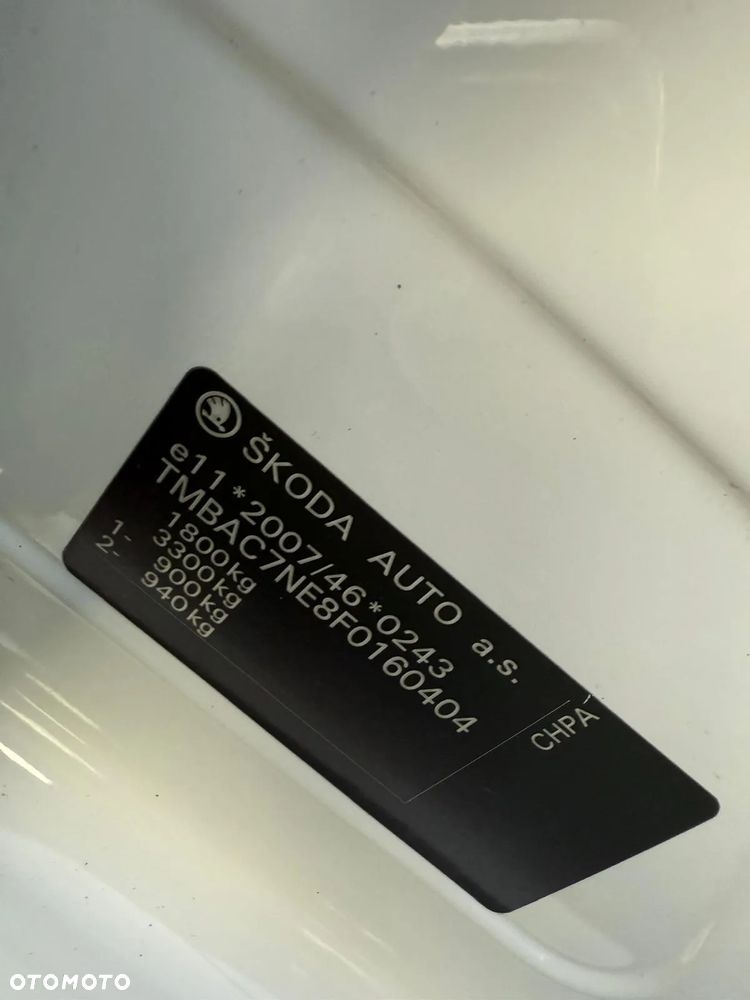 ŠKODA AUTO a.s.
e11*2007/46*0243
TMBAC7NE8F0160404
1800kg
3300kg
1- 900kg
2- 940kg
CHPA
OTOMOTO